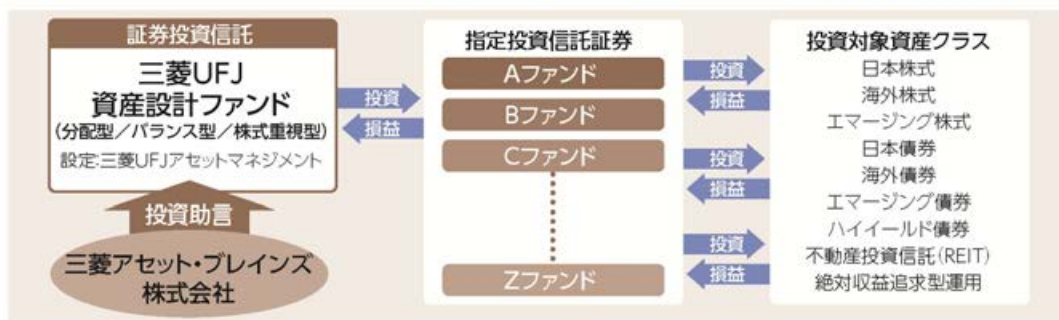 証券投資信託
三菱UFJ
資産設計ファンド
(分配型／バランス型／株式重視型)
設定:三菱UFJアセットマネジメント
投資助言
三菱アセット・ブレインズ
株式会社
投資
損益
指定投資信託証券
Aファンド
Bファンド
Cファンド
Zファンド
投資
損益
投資
損益
投資
損益
投資対象資産クラス
日本株式
海外株式
エマージング株式
日本債券
海外債券
エマージング債券
ハイイールド債券
不動産投資信託(REIT)
絶対収益追求型運用